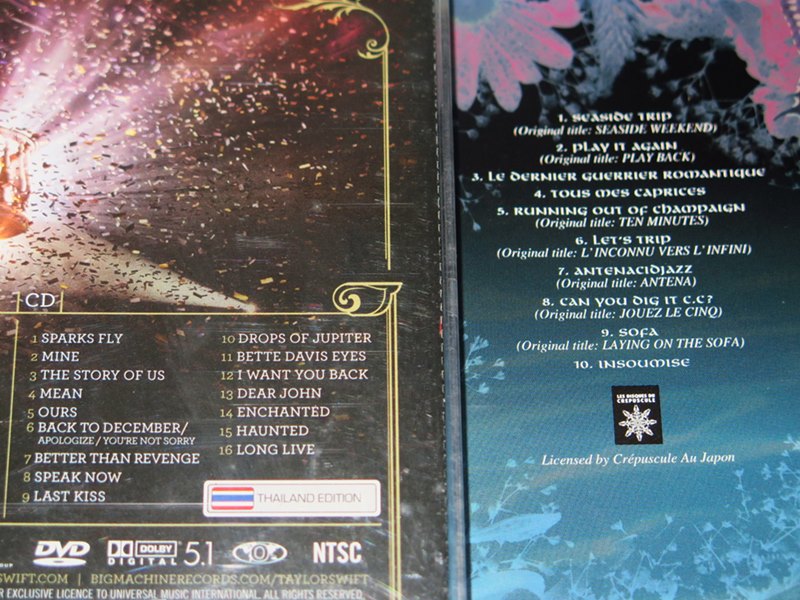 CD
1 SPARKS FLY
2 MINE
3 THE STORY OF US
4 MEAN
5 OURS
6 BACK TO DECEMBER/
APOLOGIZE / YOU'RE NOT SORRY
7 BETTER THAN REVENGE
8 SPEAK NOW
9 LAST KISS
10 DROPS OF JUPITER
11 BETTE DAVIS EYES
12 I WANT YOU BACK
13 DEAR JOHN
14 ENCHANTED
15 HAUNTED
16 LONG LIVE
THAILAND EDITION
DVD DOLBY DIGITAL 5.1 0 NTSC
SWIFT.COM | BIGMACHINERECORDS.COM/TAYLORSWIFT
EXCLUSIVE LICENCE TO UNIVERSAL MUSIC INTERNATIONAL. ALL RIGHTS RESERVED.
1. SEASIDE TRIP
(Original title: SEASIDE WEEKEND)
2. PLAY IT AGAIN
(Original title: PLAY BACK)
3. LE DERNIER GUERRIER ROMANTIQUE
4. TOUS MES CAPRICES
5. RUNNING OUT OF CHAMPAIGN
(Original title: TEN MINUTES)
6. LET'S TRIP
(Original title: L' INCONNU VERS L' INFINI)
7. ANTENACIDJAZZ
(Original title: ANTENA)
8. CAN YOU DIG IT C.C?
(Original title: JOUEZ LE CINQ)
9. SOFA
(Original title: LAYING ON THE SOFA)
10. INSOUMISE
LES DISQUES DU
CREPUSCULE
Licensed by Crépuscule Au Japon